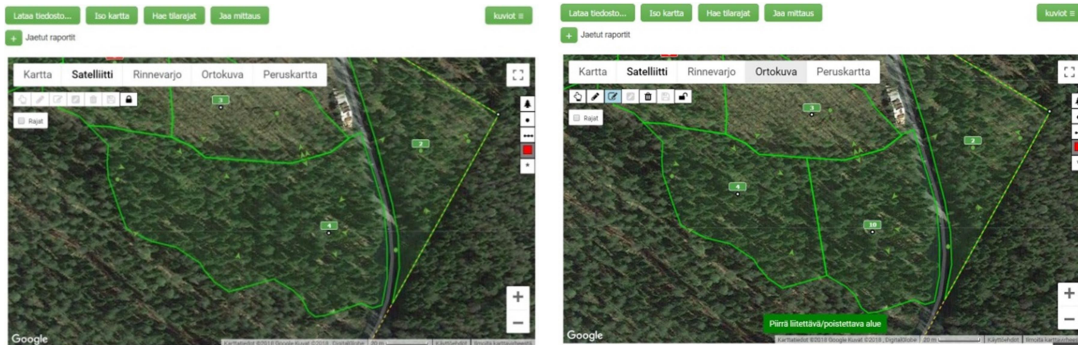 Lataa tiedosto...
Iso kartta
Hae tilarajat
Jaa mittaus
kuviot ≡
+
Jaetut raportit
Kartta
Satelliitti
Rinnevarjo
Ortokuva
Peruskartta
Rajat
3
2
4
+
−
Google
Lataa tiedosto...
Iso kartta
Hae tilarajat
Jaa mittaus
kuviot ≡
+
Jaetut raportit
Kartta
Satelliitti
Rinnevarjo
Ortokuva
Peruskartta
Rajat
3
2
4
10
Piirrä liitettävä/poistettava alue
+
−
Google